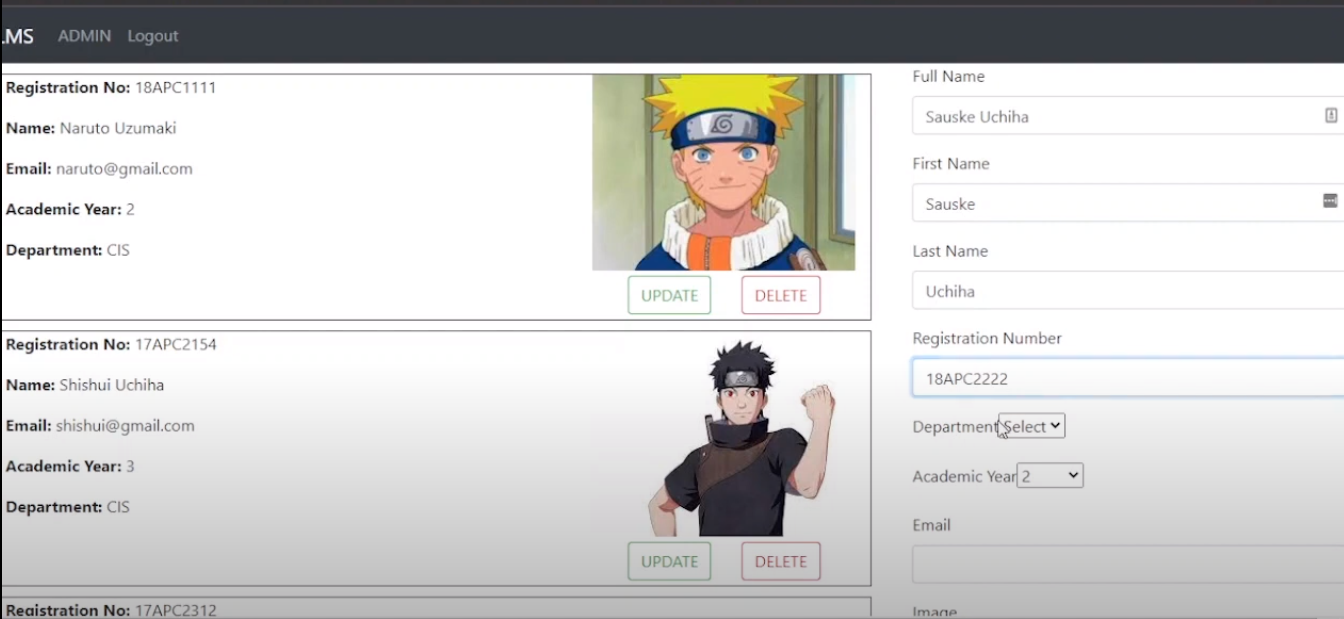 LMS ADMIN Logout
Registration No: 18APC1111
Name: Naruto Uzumaki
Email: naruto@gmail.com
Academic Year: 2
Department: CIS
UPDATE DELETE
Registration No: 17APC2154
Name: Shishui Uchiha
Email: shishui@gmail.com
Academic Year: 3
Department: CIS
UPDATE DELETE
Registration No: 17APC2312
Full Name
Sauske Uchiha
First Name
Sauske
Last Name
Uchiha
Registration Number
18APC2222
Department Select
Academic Year 2
Email
Image